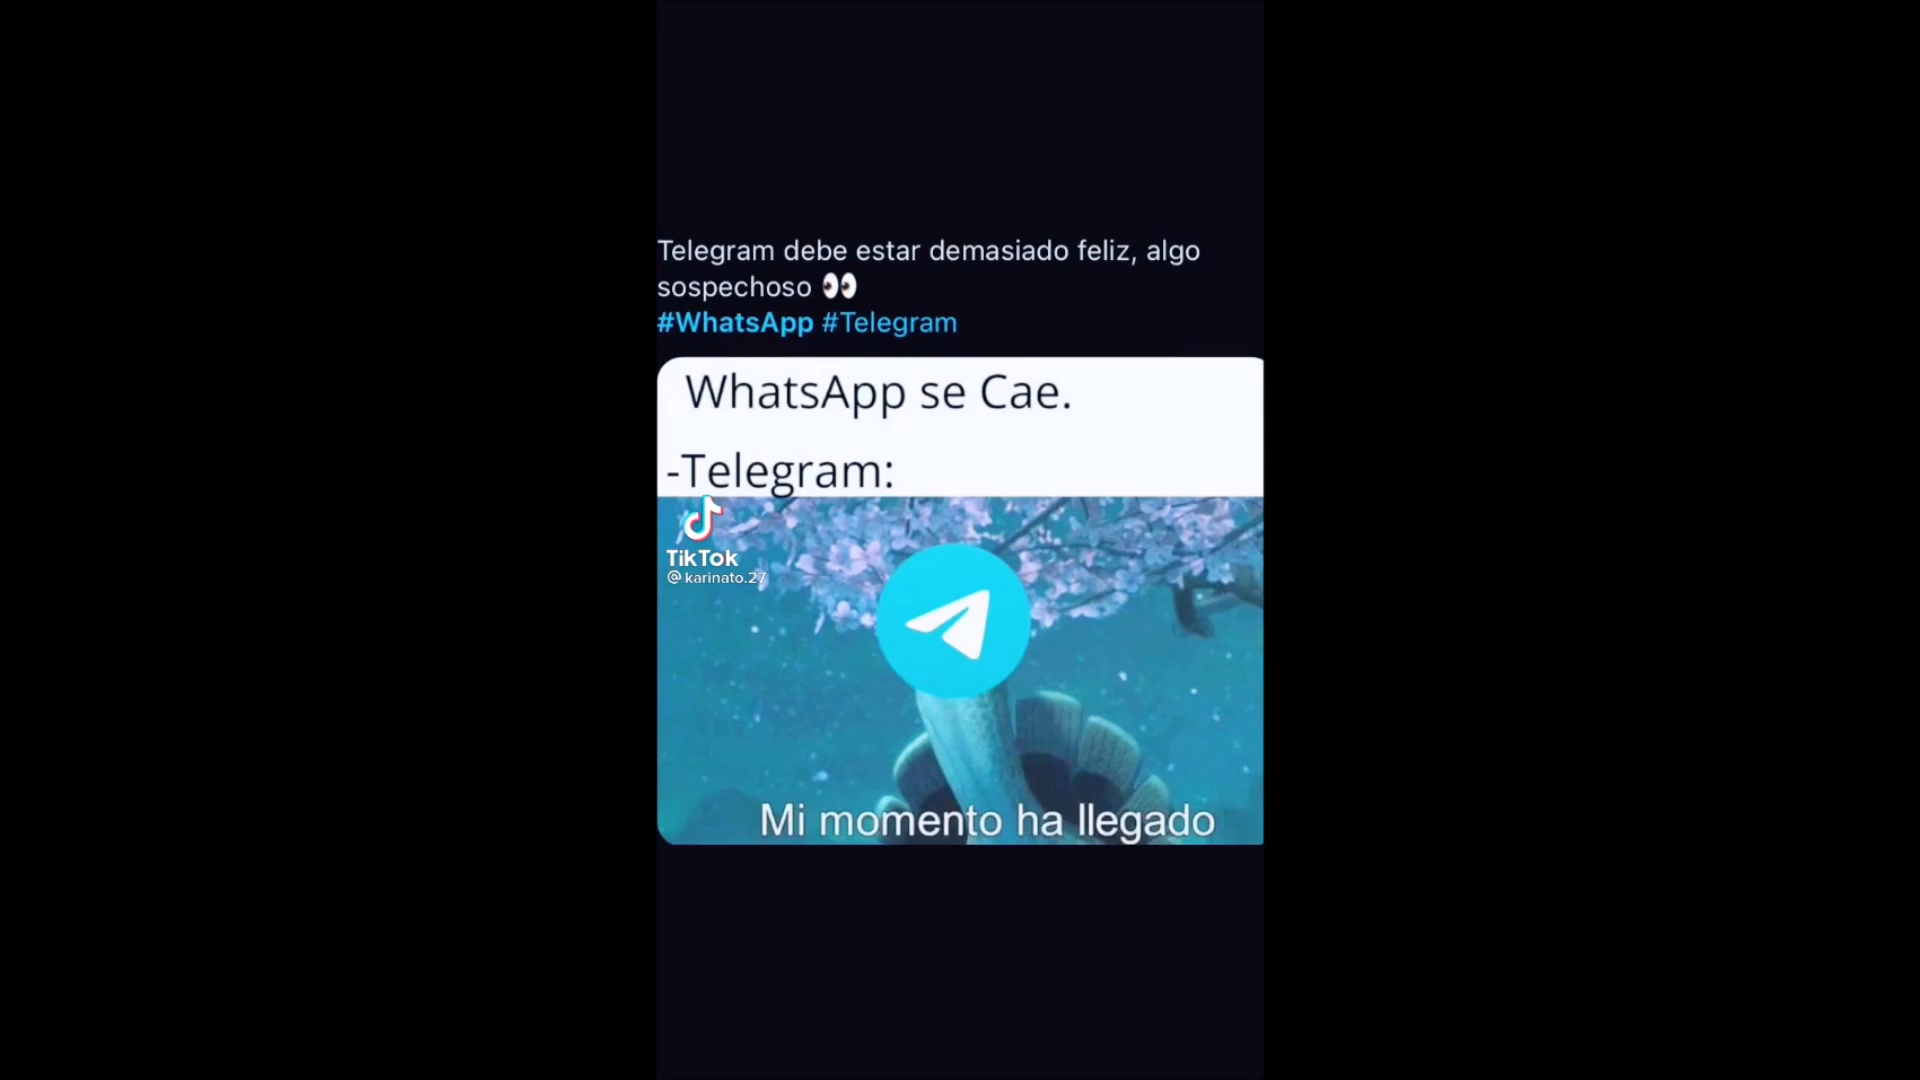 Telegram debe estar demasiado feliz, algo
sospechoso 👀
#WhatsApp #Telegram
WhatsApp se Cae.
-Telegram:
TikTok
@karinato.27
Mi momento ha llegado